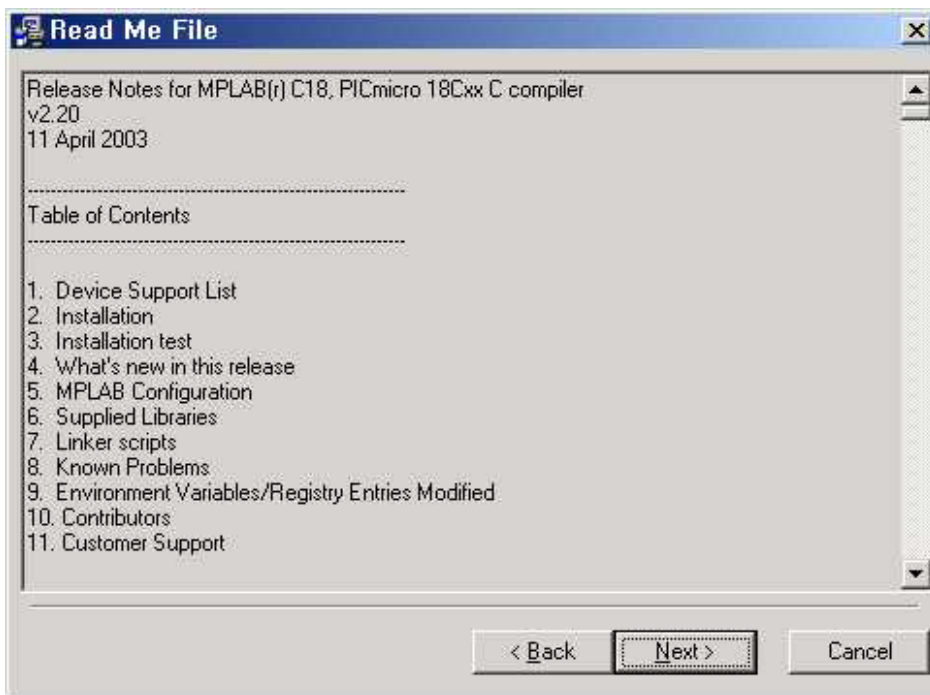 Read Me File
Release Notes for MPLAB(r) C18, PICmicro 18Cxx C compiler
v2.20
11 April 2003
----------------------------------------------------------------
Table of Contents
----------------------------------------------------------------
1. Device Support List
2. Installation
3. Installation test
4. What's new in this release
5. MPLAB Configuration
6. Supplied Libraries
7. Linker scripts
8. Known Problems
9. Environment Variables/Registry Entries Modified
10. Contributors
11. Customer Support
< Back Next > Cancel